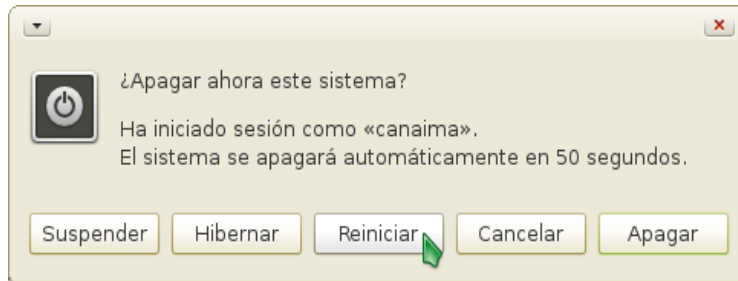 ¿Apagar ahora este sistema?
Ha iniciado sesión como «canaima».
El sistema se apagará automáticamente en 50 segundos.
Suspender Hibernar Reiniciar Cancelar Apagar